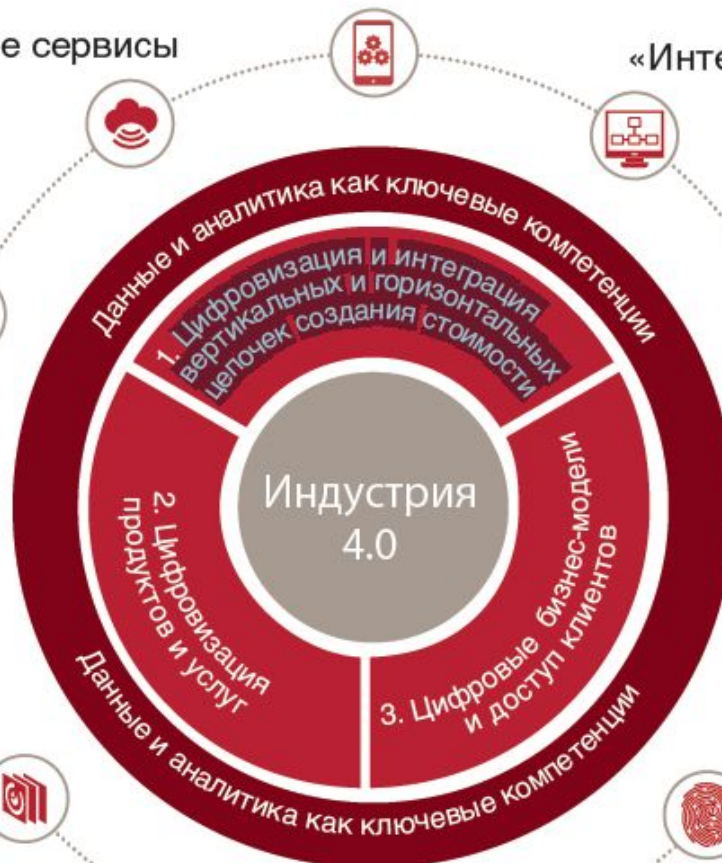 е сервисы
«Инте
Данные и аналитика как ключевые компетенции
1. Цифровизация и интеграция
вертикальных и горизонтальных
цепочек создания стоимости
Индустрия
4.0
2. Цифровизация
продуктов и услуг
3. Цифровые бизнес-модели
и доступ клиентов
Данные и аналитика как ключевые компетенции